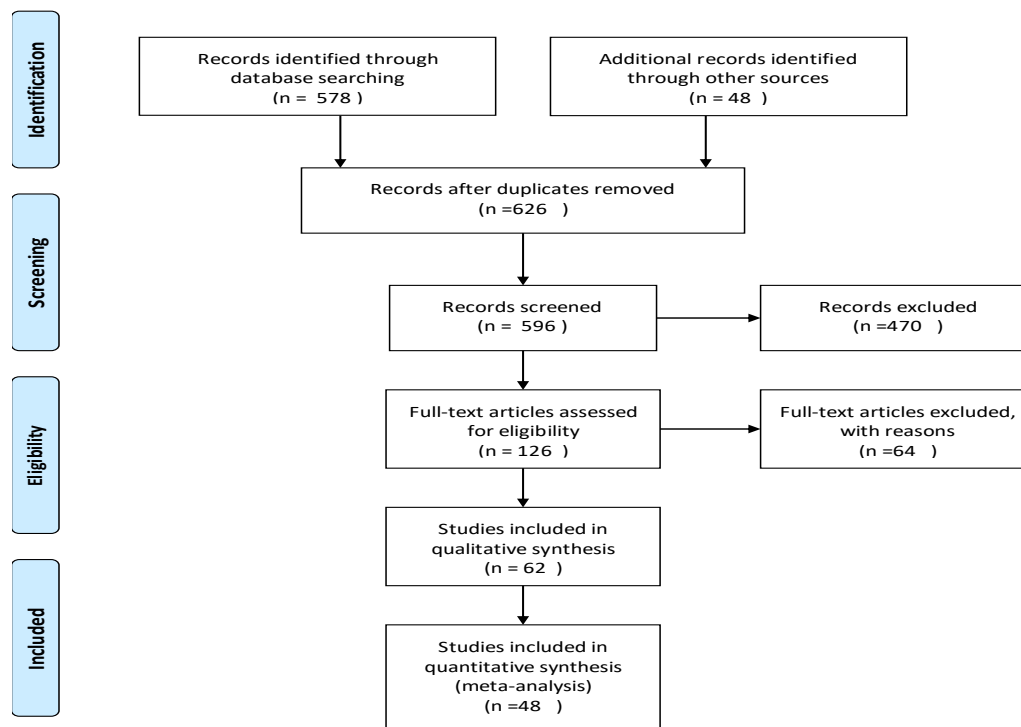 Identification
Records identified through
database searching
(n = 578 )
Additional records identified
through other sources
(n = 48 )
Records after duplicates removed
(n =626 )
Screening
Records screened
(n = 596 )
Records excluded
(n =470 )
Eligibility
Full-text articles assessed
for eligibility
(n = 126 )
Full-text articles excluded,
with reasons
(n =64 )
Studies included in
qualitative synthesis
(n = 62 )
Included
Studies included in
quantitative synthesis
(meta-analysis)
(n =48 )